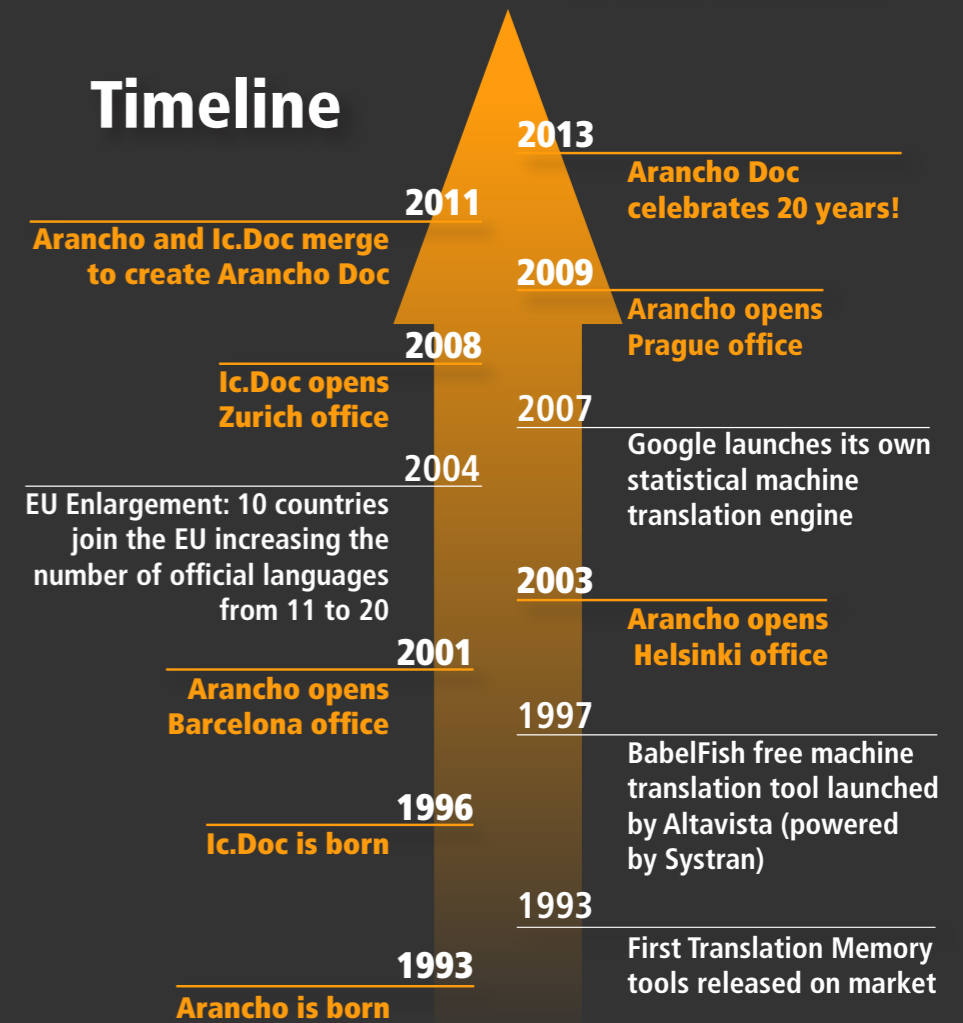 Timeline
2013
Arancho Doc
celebrates 20 years!
2011
Arancho and Ic.Doc merge
to create Arancho Doc
2009
Arancho opens
Prague office
2008
Ic.Doc opens
Zurich office
2007
Google launches its own
statistical machine
translation engine
2004
EU Enlargement: 10 countries
join the EU increasing the
number of official languages
from 11 to 20
2003
Arancho opens
Helsinki office
2001
Arancho opens
Barcelona office
1997
BabelFish free machine
translation tool launched
by Altavista (powered
by Systran)
1996
Ic.Doc is born
1993
First Translation Memory
tools released on market
1993
Arancho is born